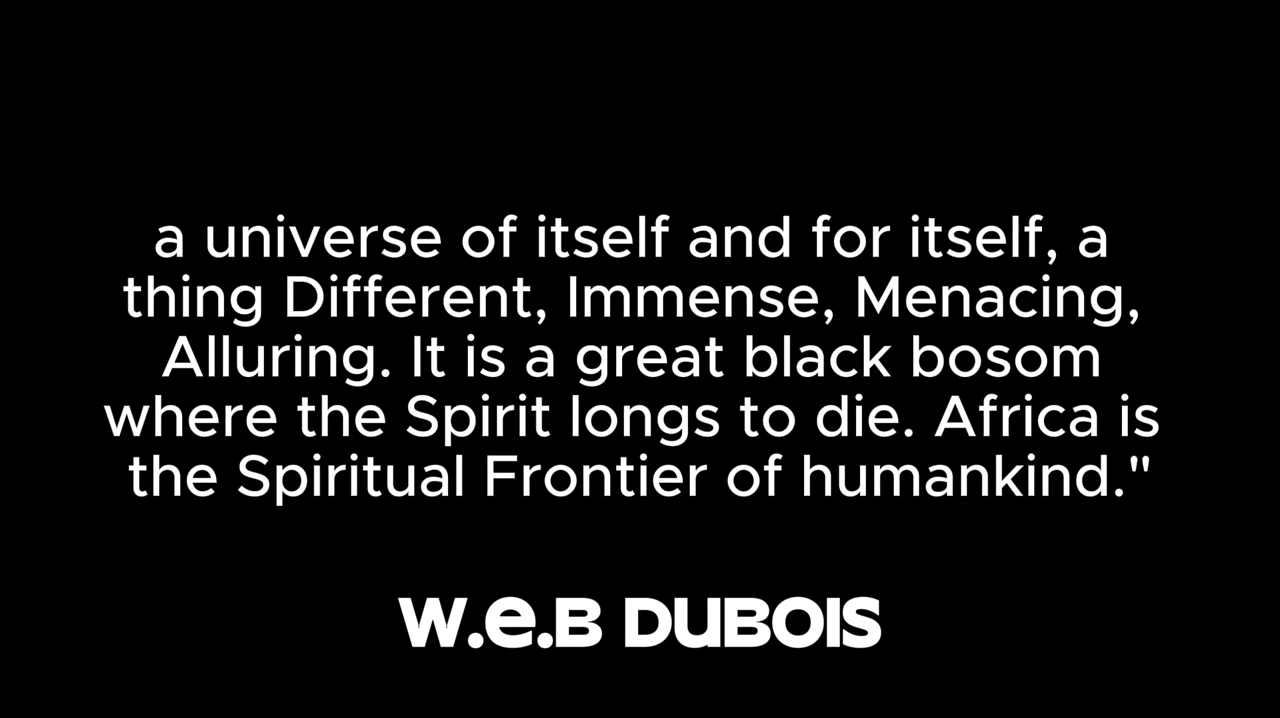 a universe of itself and for itself, a
thing Different, Immense, Menacing,
Alluring. It is a great black bosom
where the Spirit longs to die. Africa is
the Spiritual Frontier of humankind."
W.e.B DUBOIS